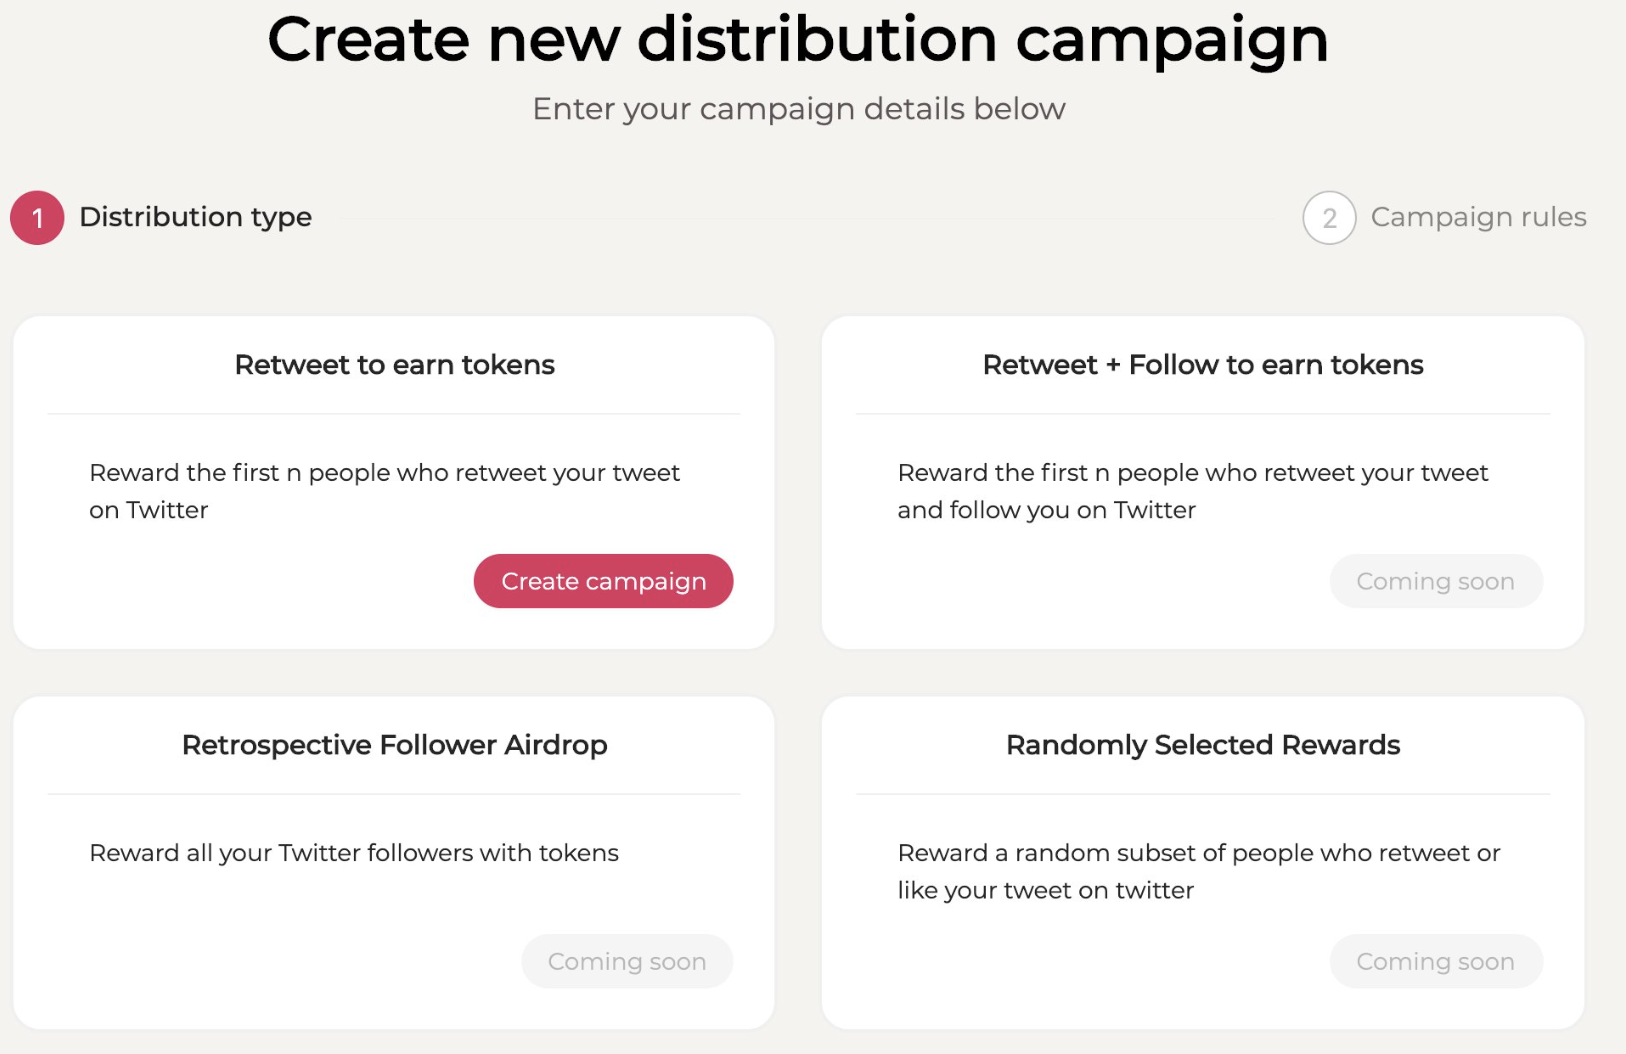 Create new distribution campaign
Enter your campaign details below
1 Distribution type
2 Campaign rules
Retweet to earn tokens
Reward the first n people who retweet your tweet
on Twitter
Create campaign
Retweet + Follow to earn tokens
Reward the first n people who retweet your tweet
and follow you on Twitter
Coming soon
Retrospective Follower Airdrop
Reward all your Twitter followers with tokens
Coming soon
Randomly Selected Rewards
Reward a random subset of people who retweet or
like your tweet on twitter
Coming soon